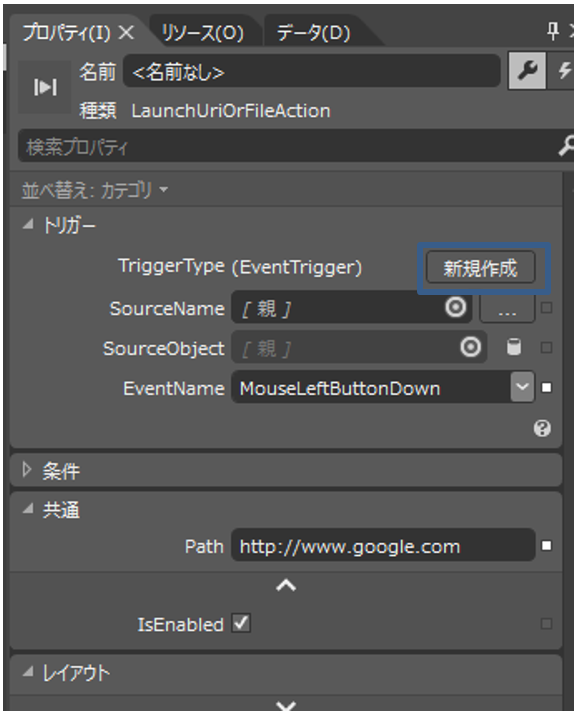 プロパティ(I) × リソース(O) データ(D)
名前 <名前なし>
種類 LaunchUriOrFileAction
検索プロパティ
並べ替え: カテゴリ
トリガー
TriggerType (EventTrigger) 新規作成
SourceName [ 親 ] ...
SourceObject [ 親 ]
EventName MouseLeftButtonDown
条件
共通
Path http://www.google.com
IsEnabled
レイアウト